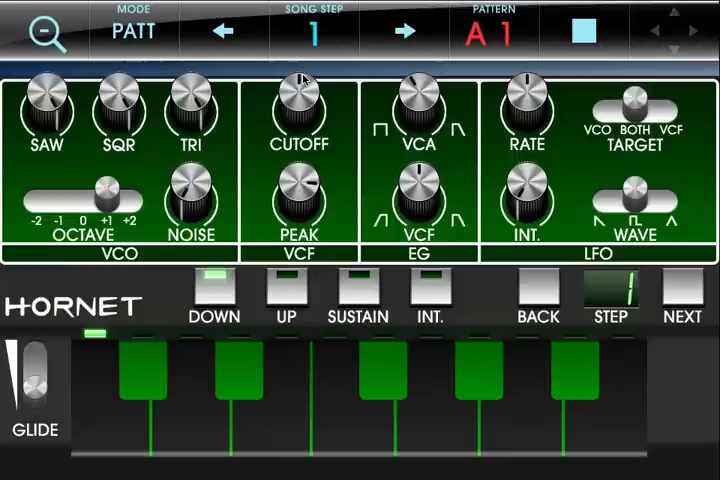 MODE
PATT
SONG STEP
1
PATTERN
A 1
SAW
SQR
TRI
CUTOFF
VCA
RATE
VCO BOTH VCF
TARGET
-2 -1 0 +1 +2
OCTAVE
NOISE
PEAK
VCF
INT.
WAVE
VCO
VCF
EG
LFO
HORNET
DOWN
UP
SUSTAIN
INT.
BACK
1
STEP
NEXT
GLIDE